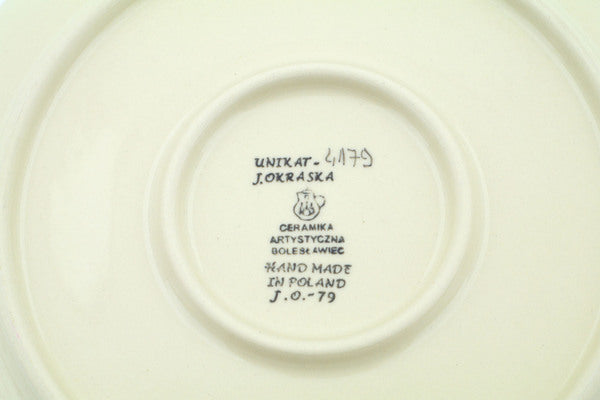 UNIKAT - 4179
J.OKRASKA
CERAMIKA
ARTYSTYCZNA
BOLESŁAWIEC
HAND MADE
IN POLAND
J.O.-79